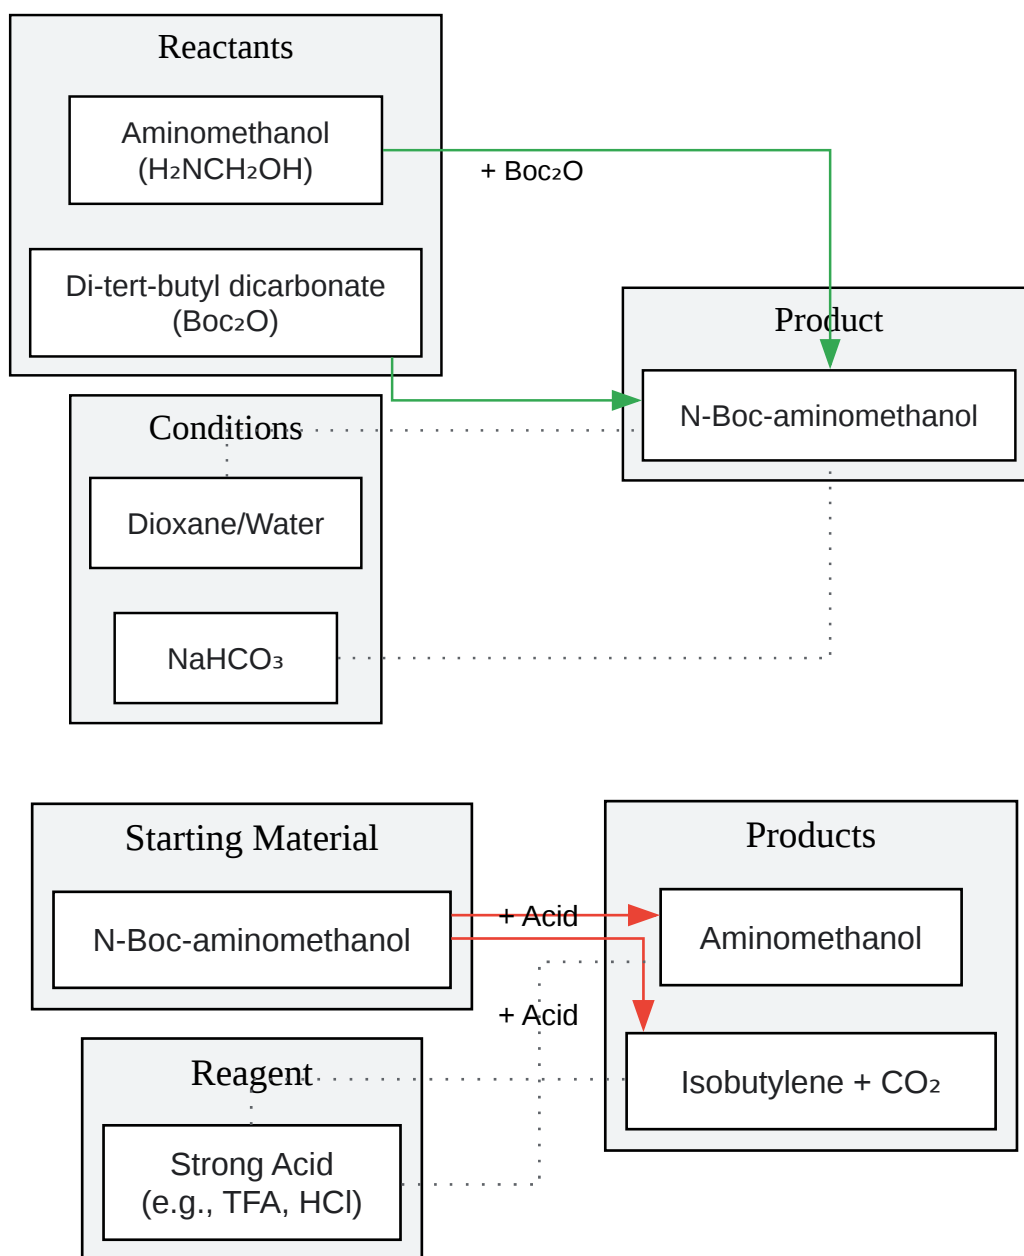 Reactants
Aminomethanol
(H₂NCH₂OH)
+ Boc₂O
Di-tert-butyl dicarbonate
(Boc₂O)
Product
N-Boc-aminomethanol
Conditions
Dioxane/Water
NaHCO₃
Starting Material
N-Boc-aminomethanol
+ Acid
+ Acid
Products
Aminomethanol
Isobutylene + CO₂
Reagent
Strong Acid
(e.g., TFA, HCl)